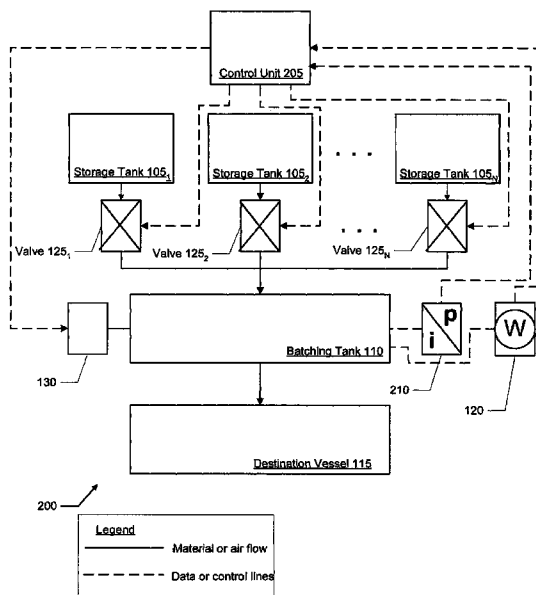 Control Unit 205
Storage Tank 105₁
Storage Tank 105₂
. . .
Storage Tank 105N
Valve 125₁
Valve 125₂
. . .
Valve 125N
130
Batching Tank 110
i p
210
W
120
Destination Vessel 115
200
Legend
Material or air flow
Data or control lines